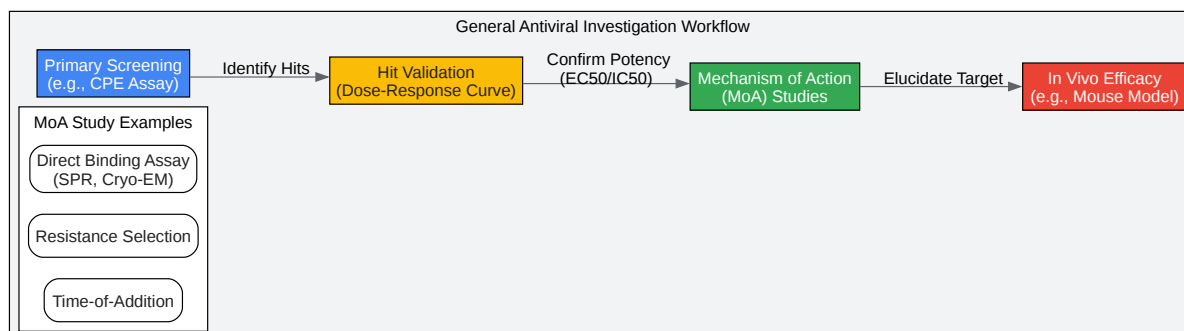 General Antiviral Investigation Workflow
Primary Screening
(e.g., CPE Assay)
Identify Hits
Hit Validation
(Dose-Response Curve)
Confirm Potency
(EC50/IC50)
Mechanism of Action
(MoA) Studies
Elucidate Target
In Vivo Efficacy
(e.g., Mouse Model)
MoA Study Examples
Direct Binding Assay
(SPR, Cryo-EM)
Resistance Selection
Time-of-Addition